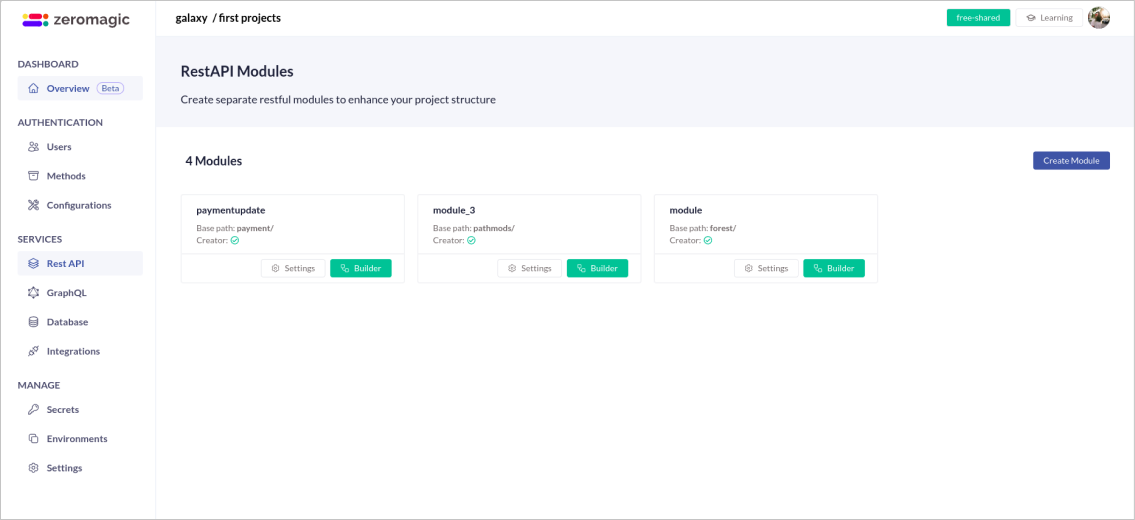 zeromagic
galaxy / first projects
free-shared
Learning
DASHBOARD
Overview Beta
AUTHENTICATION
Users
Methods
Configurations
SERVICES
Rest API
GraphQL
Database
Integrations
MANAGE
Secrets
Environments
Settings
RestAPI Modules
Create separate restful modules to enhance your project structure
4 Modules
Create Module
paymentupdate
Base path: payment/
Creator:
Settings Builder
module_3
Base path: pathmods/
Creator:
Settings Builder
module
Base path: forest/
Creator:
Settings Builder